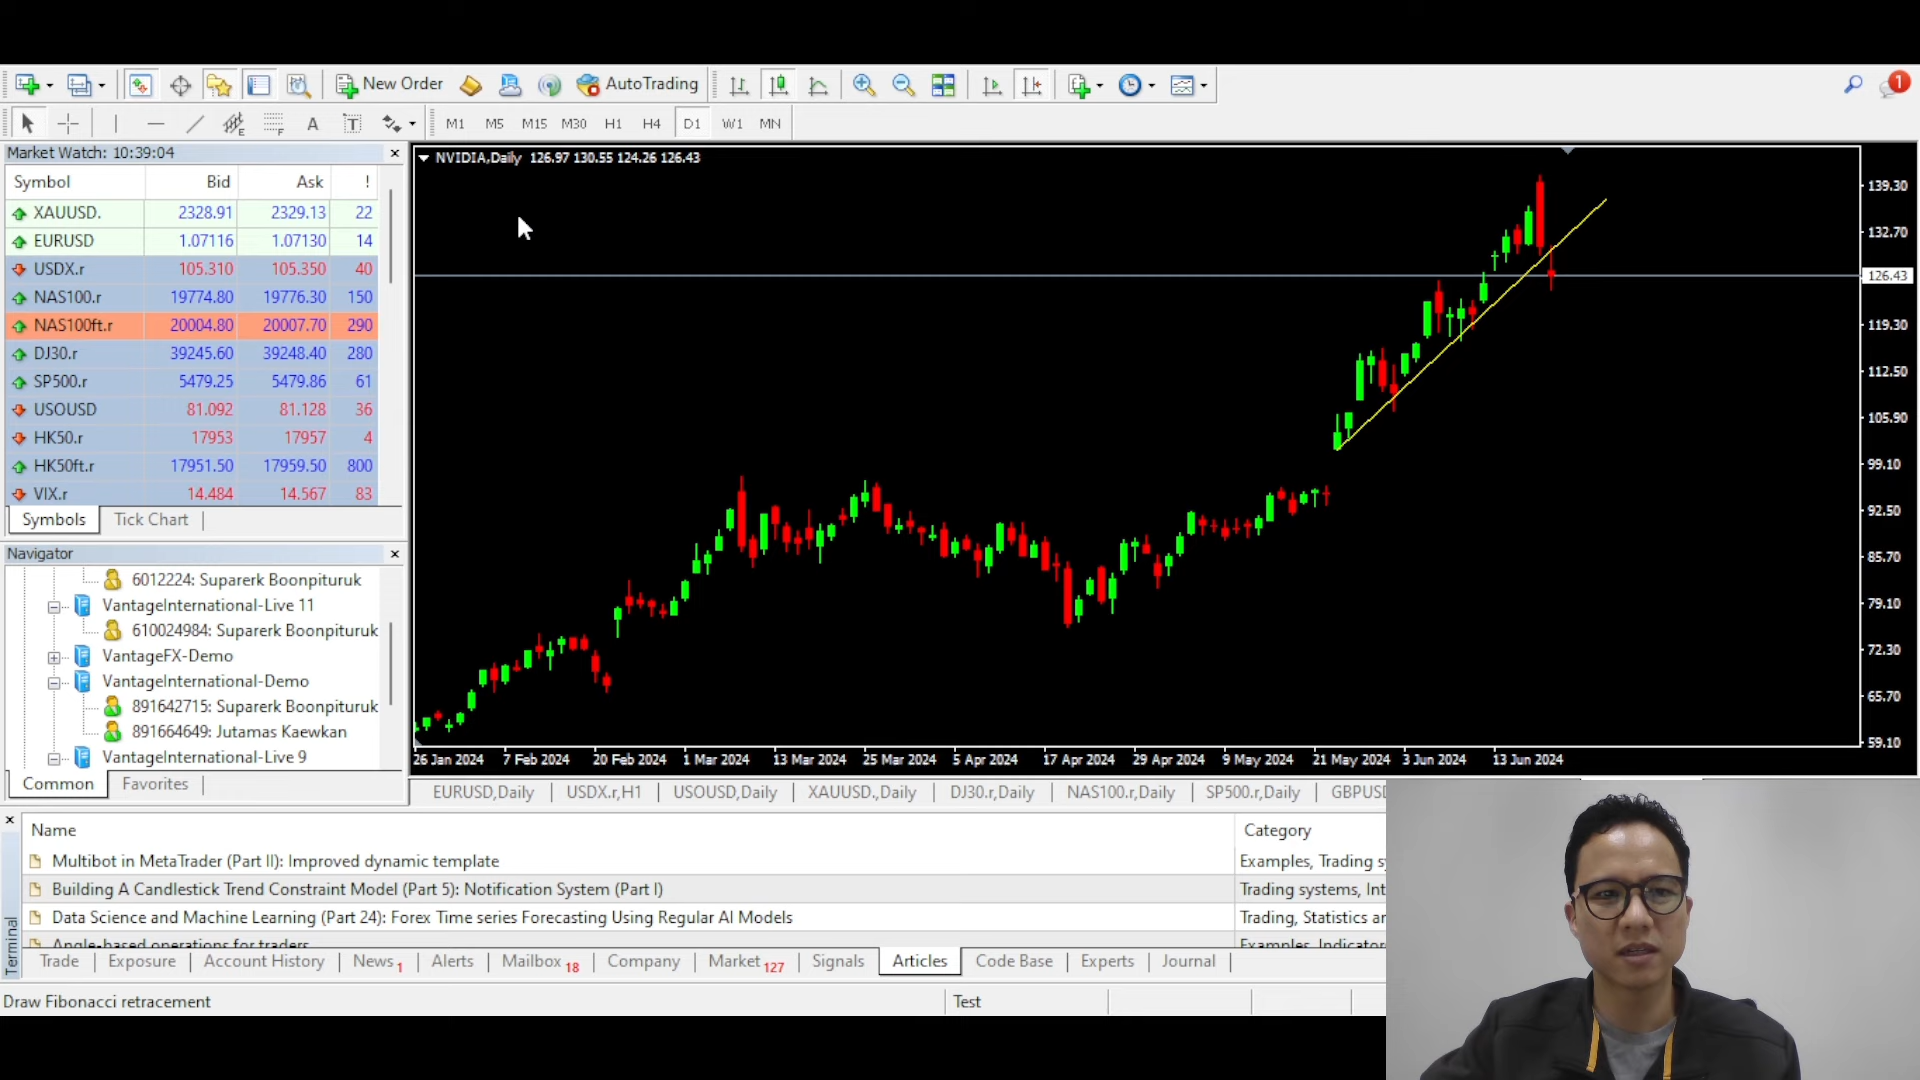 New Order
AutoTrading
1
A
T
M1 M5 M15 M30 H1 H4 D1 W1 MN
Market Watch: 10:39:04
Symbol Bid Ask !
XAUUSD. 2328.91 2329.13 22
EURUSD 1.07116 1.07130 14
USDX.r 105.310 105.350 40
NAS100.r 19774.80 19776.30 150
NAS100ft.r 20004.80 20007.70 290
DJ30.r 39245.60 39248.40 280
SP500.r 5479.25 5479.86 61
USOUSD 81.092 81.128 36
HK50.r 17953 17957 4
HK50ft.r 17951.50 17959.50 800
VIX.r 14.484 14.567 83
Symbols Tick Chart
Navigator
6012224: Suparerk Boonpituruk
VantageInternational-Live 11
610024984: Suparerk Boonpituruk
VantageFX-Demo
VantageInternational-Demo
891642715: Suparerk Boonpituruk
891664649: Jutamas Kaewkan
VantageInternational-Live 9
Common Favorites
NVIDIA,Daily 126.97 130.55 124.26 126.43
139.30
132.70
126.43
119.30
112.50
105.90
99.10
92.50
85.70
79.10
72.30
65.70
59.10
26 Jan 2024 7 Feb 2024 20 Feb 2024 1 Mar 2024 13 Mar 2024 25 Mar 2024 5 Apr 2024 17 Apr 2024 29 Apr 2024 9 May 2024 21 May 2024 3 Jun 2024 13 Jun 2024
EURUSD,Daily USDX.r,H1 USOUSD,Daily XAUUSD.,Daily DJ30.r,Daily NAS100.r,Daily SP500.r,Daily GBPUSD
Name Category
Multibot in MetaTrader (Part II): Improved dynamic template Examples, Trading sy
Building A Candlestick Trend Constraint Model (Part 5): Notification System (Part I) Trading systems, Int
Data Science and Machine Learning (Part 24): Forex Time series Forecasting Using Regular AI Models Trading, Statistics ar
Angle-based operations for traders Examples, Indicator
Terminal
Trade Exposure Account History News 1 Alerts Mailbox 18 Company Market 127 Signals Articles Code Base Experts Journal
Draw Fibonacci retracement Test